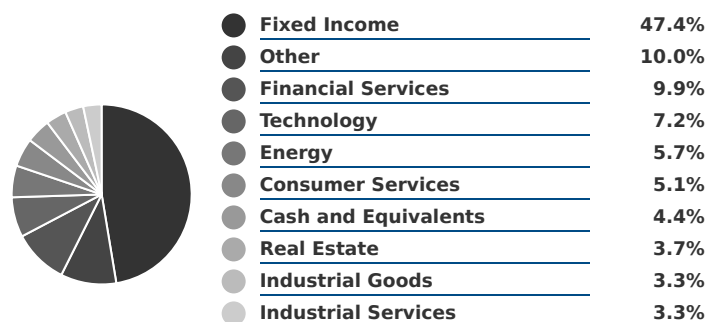 Fixed Income 47.4%
Other 10.0%
Financial Services 9.9%
Technology 7.2%
Energy 5.7%
Consumer Services 5.1%
Cash and Equivalents 4.4%
Real Estate 3.7%
Industrial Goods 3.3%
Industrial Services 3.3%